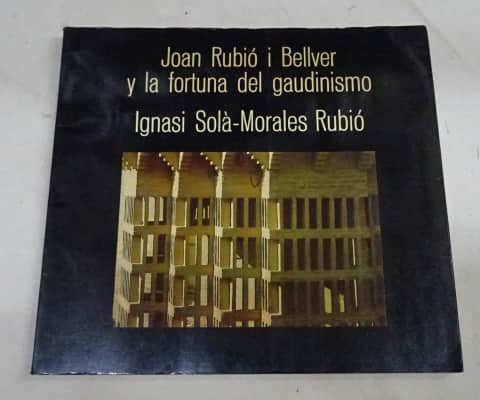 Joan Rubió i Bellver
y la fortuna del gaudinismo
Ignasi Solà-Morales Rubió